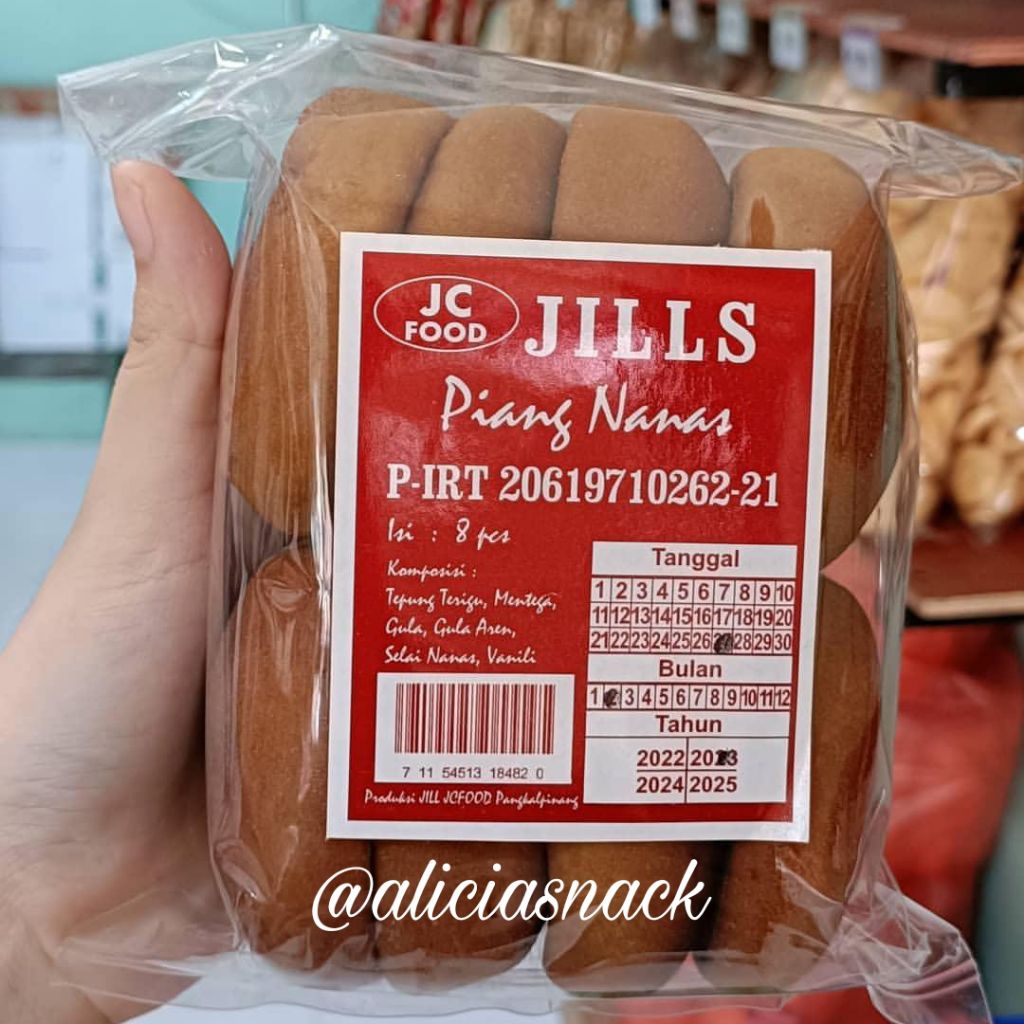 JC
FOOD
JILLS
Piang Nanas
P-IRT 20619710262-21
Isi : 8 pcs
Komposisi :
Tepung Terigu, Mentega,
Gula, Gula Aren,
Selai Nanas, Vanili
7 11 54513 18482 0
Produksi JILL JCFOOD Pangkalpinang
Tanggal
1 2 3 4 5 6 7 8 9 10
11 12 13 14 15 16 17 18 19 20
21 22 23 24 25 26 28 29 30
Bulan
1 2 3 4 5 6 7 8 9 10 11 12
Tahun
2022 2023
2024 2025
@aliciasnack